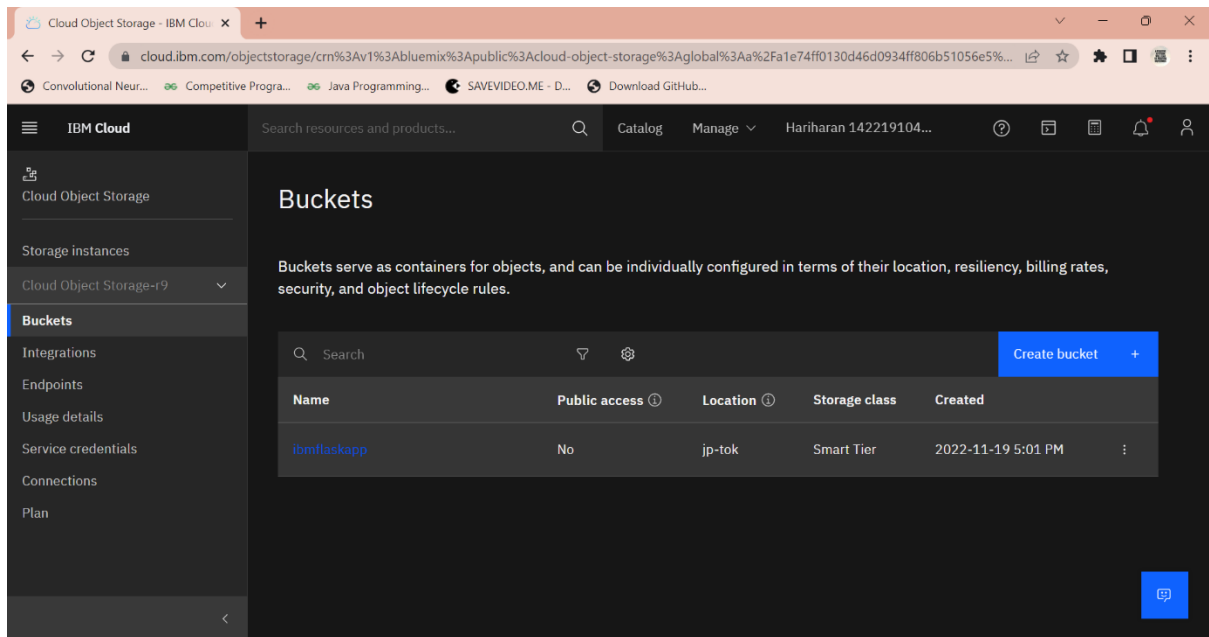 Cloud Object Storage - IBM Clou
cloud.ibm.com/objectstorage/crn%3Av1%3Abluemix%3Apublic%3Acloud-object-storage%3Aglobal%3Aa%2Fa1e74ff0130d46d0934ff806b51056e5%...
Convolutional Neur... Competitive Progra... Java Programming... SAVEVIDEO.ME - D... Download GitHub...
IBM Cloud Search resources and products... Catalog Manage Hariharan 142219104...
Cloud Object Storage
Storage instances
Cloud Object Storage-r9
Buckets
Integrations
Endpoints
Usage details
Service credentials
Connections
Plan
Buckets
Buckets serve as containers for objects, and can be individually configured in terms of their location, resiliency, billing rates,
security, and object lifecycle rules.
Search Create bucket +
Name Public access Location Storage class Created
ibmflaskapp No jp-tok Smart Tier 2022-11-19 5:01 PM